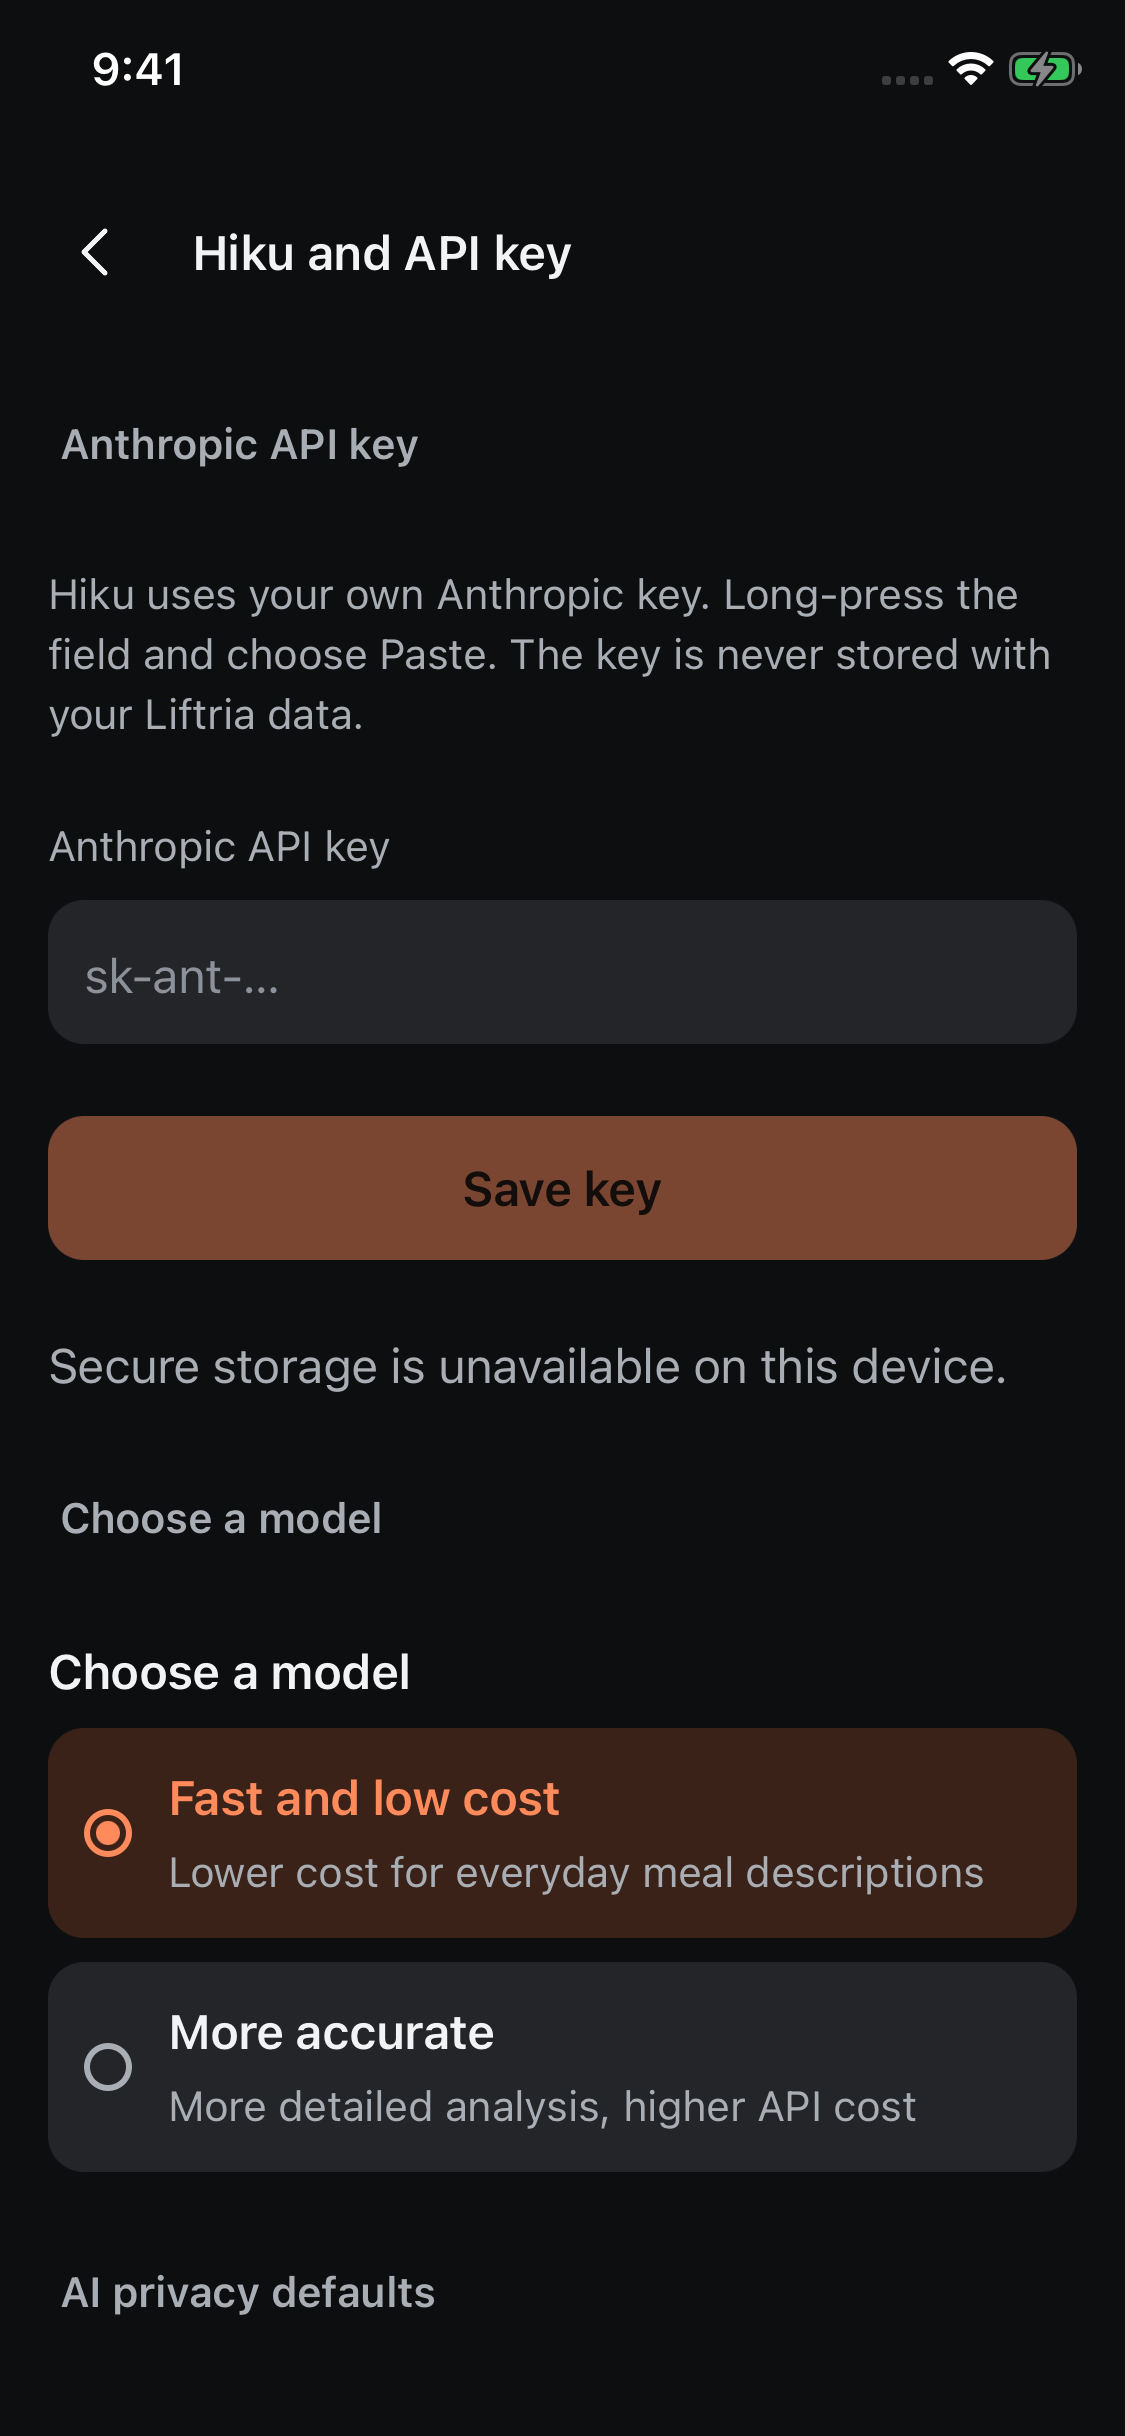 9:41
Hiku and API key
Anthropic API key
Hiku uses your own Anthropic key. Long-press the
field and choose Paste. The key is never stored with
your Liftria data.
Anthropic API key
sk-ant-...
Save key
Secure storage is unavailable on this device.
Choose a model
Choose a model
Fast and low cost
Lower cost for everyday meal descriptions
More accurate
More detailed analysis, higher API cost
AI privacy defaults